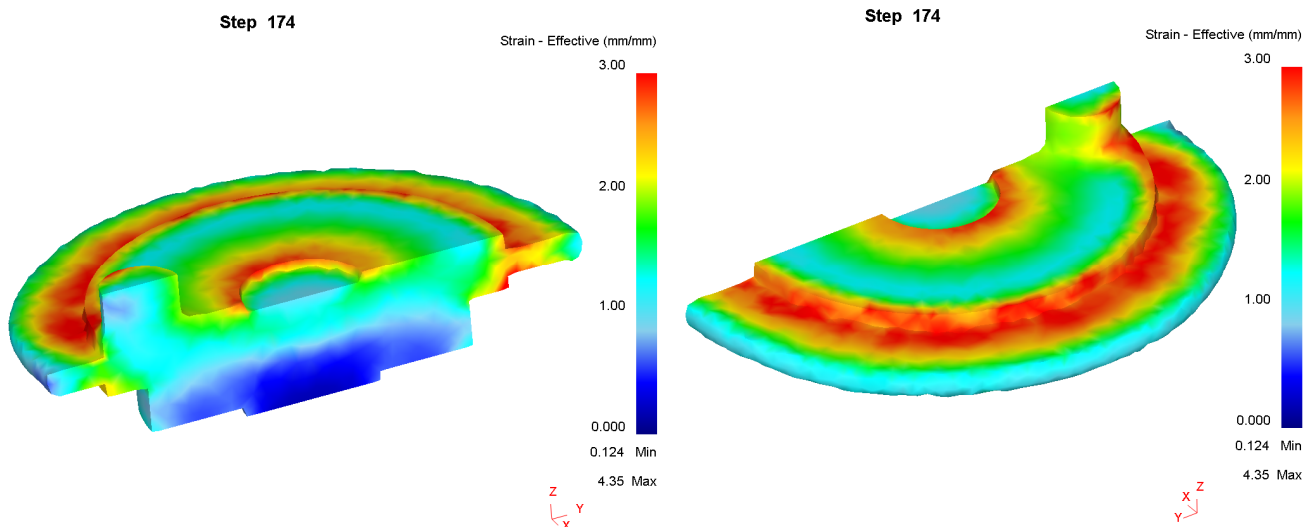 Step 174
Strain - Effective (mm/mm)
3.00
2.00
1.00
0.000
0.124 Min
4.35 Max
Z
Y
X
Step 174
Strain - Effective (mm/mm)
3.00
2.00
1.00
0.000
0.124 Min
4.35 Max
X Z
Y